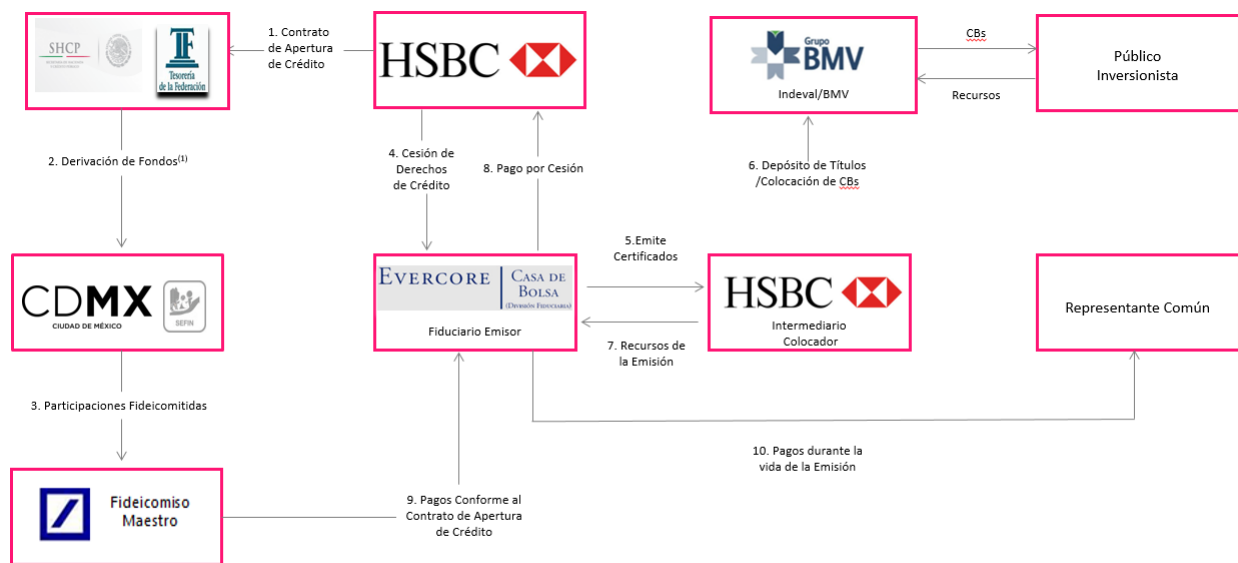 SHCP
TF
Tesorería
de la Federación
1. Contrato
de Apertura
de Crédito
HSBC
Grupo
BMV
Indeval/BMV
CBs
Recursos
Público
Inversionista
2. Derivación de Fondos(1)
4. Cesión de
Derechos
de Crédito
8. Pago por Cesión
6. Depósito de Títulos
/Colocación de CBs
CDMX
CIUDAD DE MÉXICO
SEFIN
EVERCORE
CASA DE
BOLSA
(DIVISIÓN FIDUCIARIA)
Fiduciario Emisor
5.Emite
Certificados
7. Recursos de
la Emisión
HSBC
Intermediario
Colocador
Representante Común
3. Participaciones Fideicomitidas
10. Pagos durante la
vida de la Emisión
Fideicomiso
Maestro
9. Pagos Conforme al
Contrato de Apertura
de Crédito